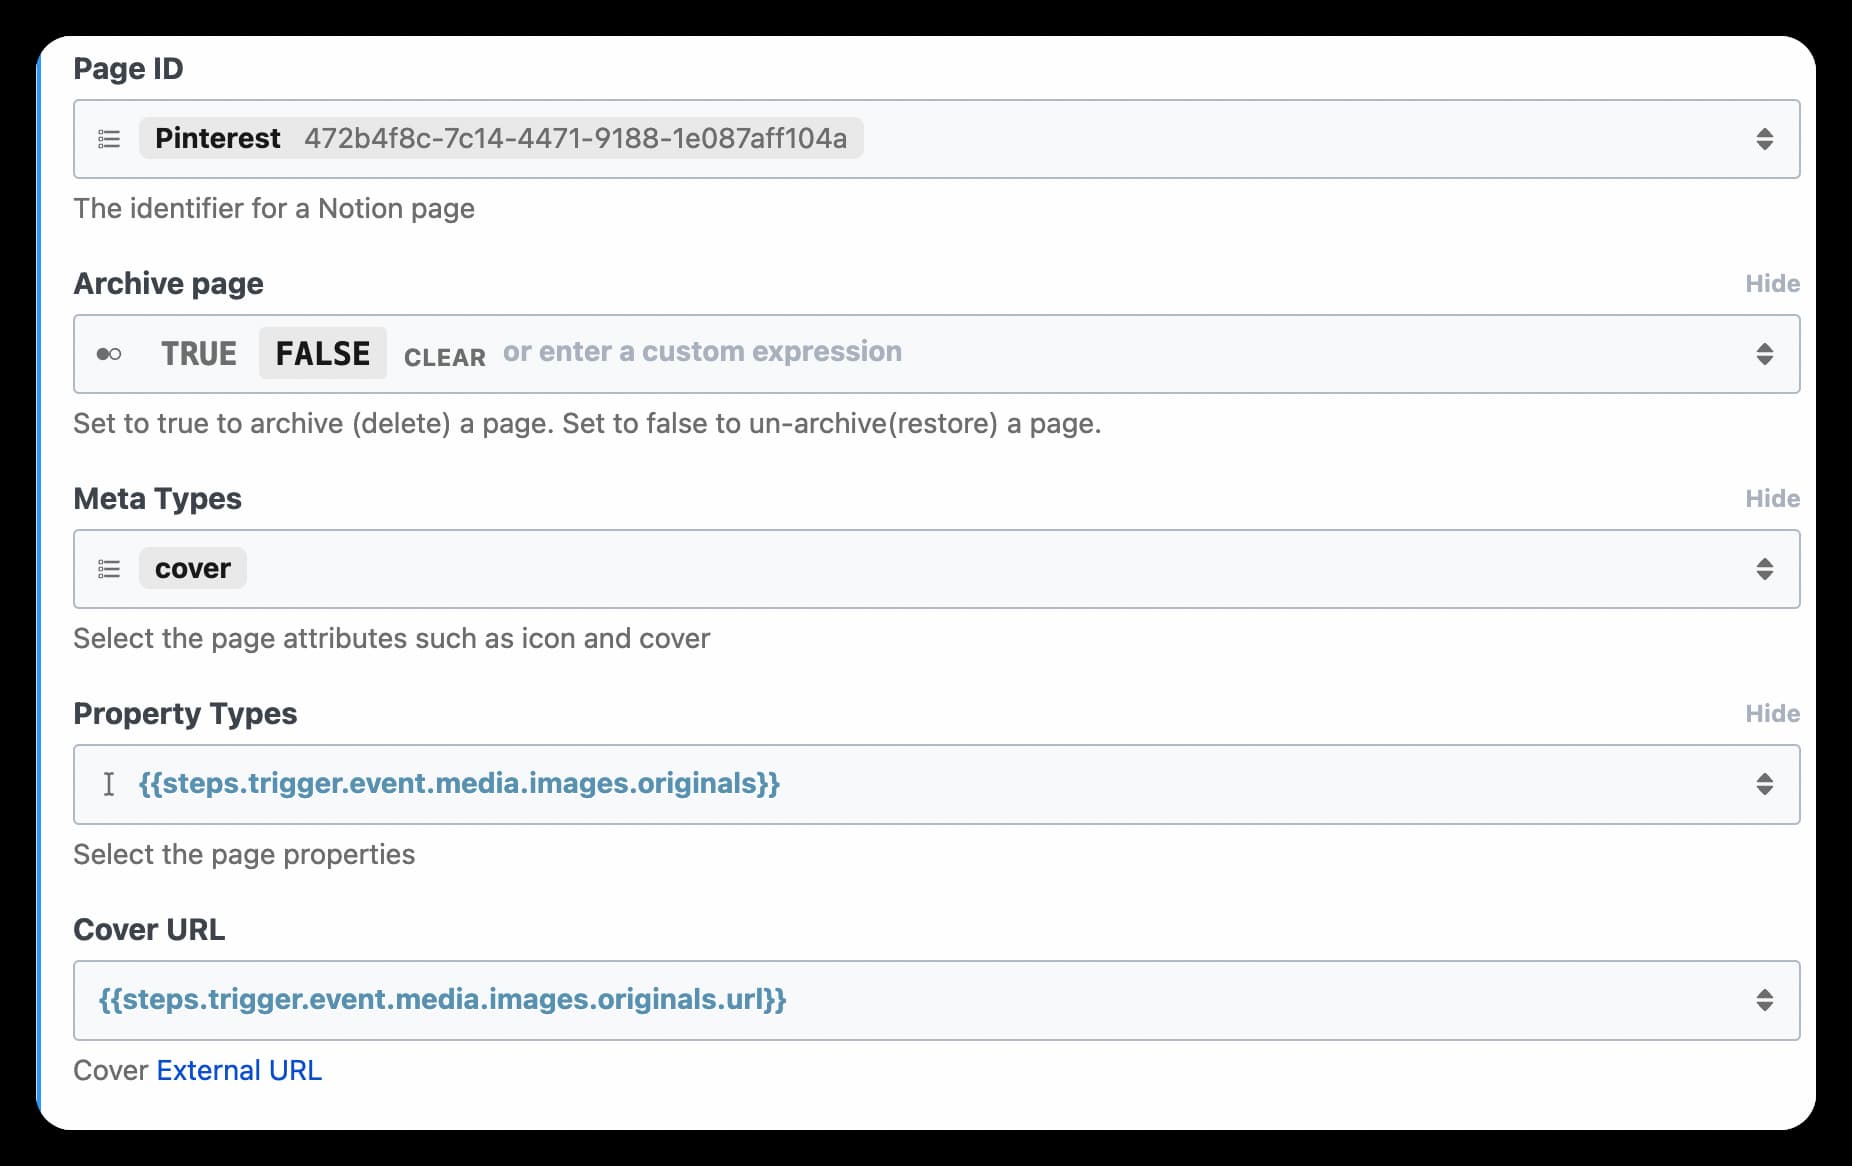 Page ID
Pinterest 472b4f8c-7c14-4471-9188-1e087aff104a
The identifier for a Notion page
Archive page Hide
TRUE FALSE CLEAR or enter a custom expression
Set to true to archive (delete) a page. Set to false to un-archive(restore) a page.
Meta Types Hide
cover
Select the page attributes such as icon and cover
Property Types Hide
{{steps.trigger.event.media.images.originals}}
Select the page properties
Cover URL
{{steps.trigger.event.media.images.originals.url}}
Cover External URL